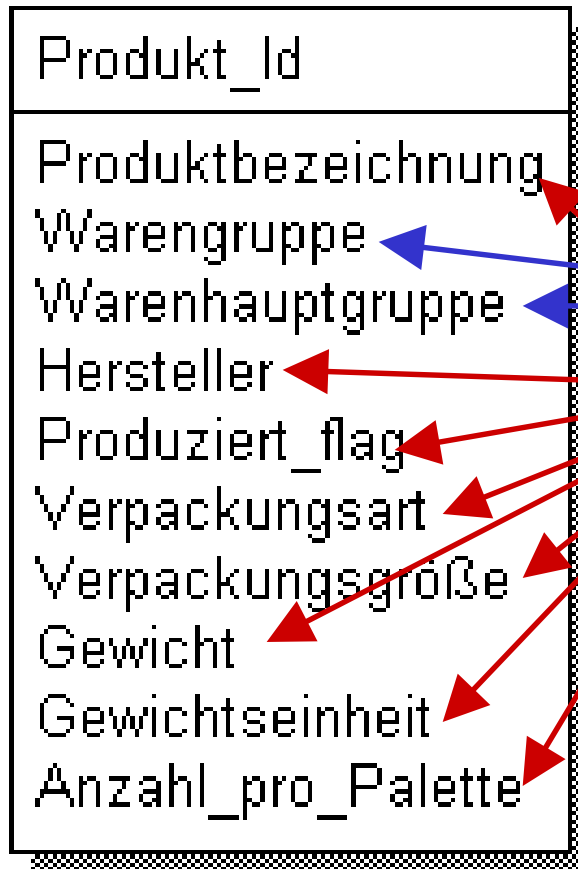 Produkt_Id
Produktbezeichnung
Warengruppe
Warenhauptgruppe
Hersteller
Produziert_flag
Verpackungsart
Verpackungsgröße
Gewicht
Gewichtseinheit
Anzahl_pro_Palette